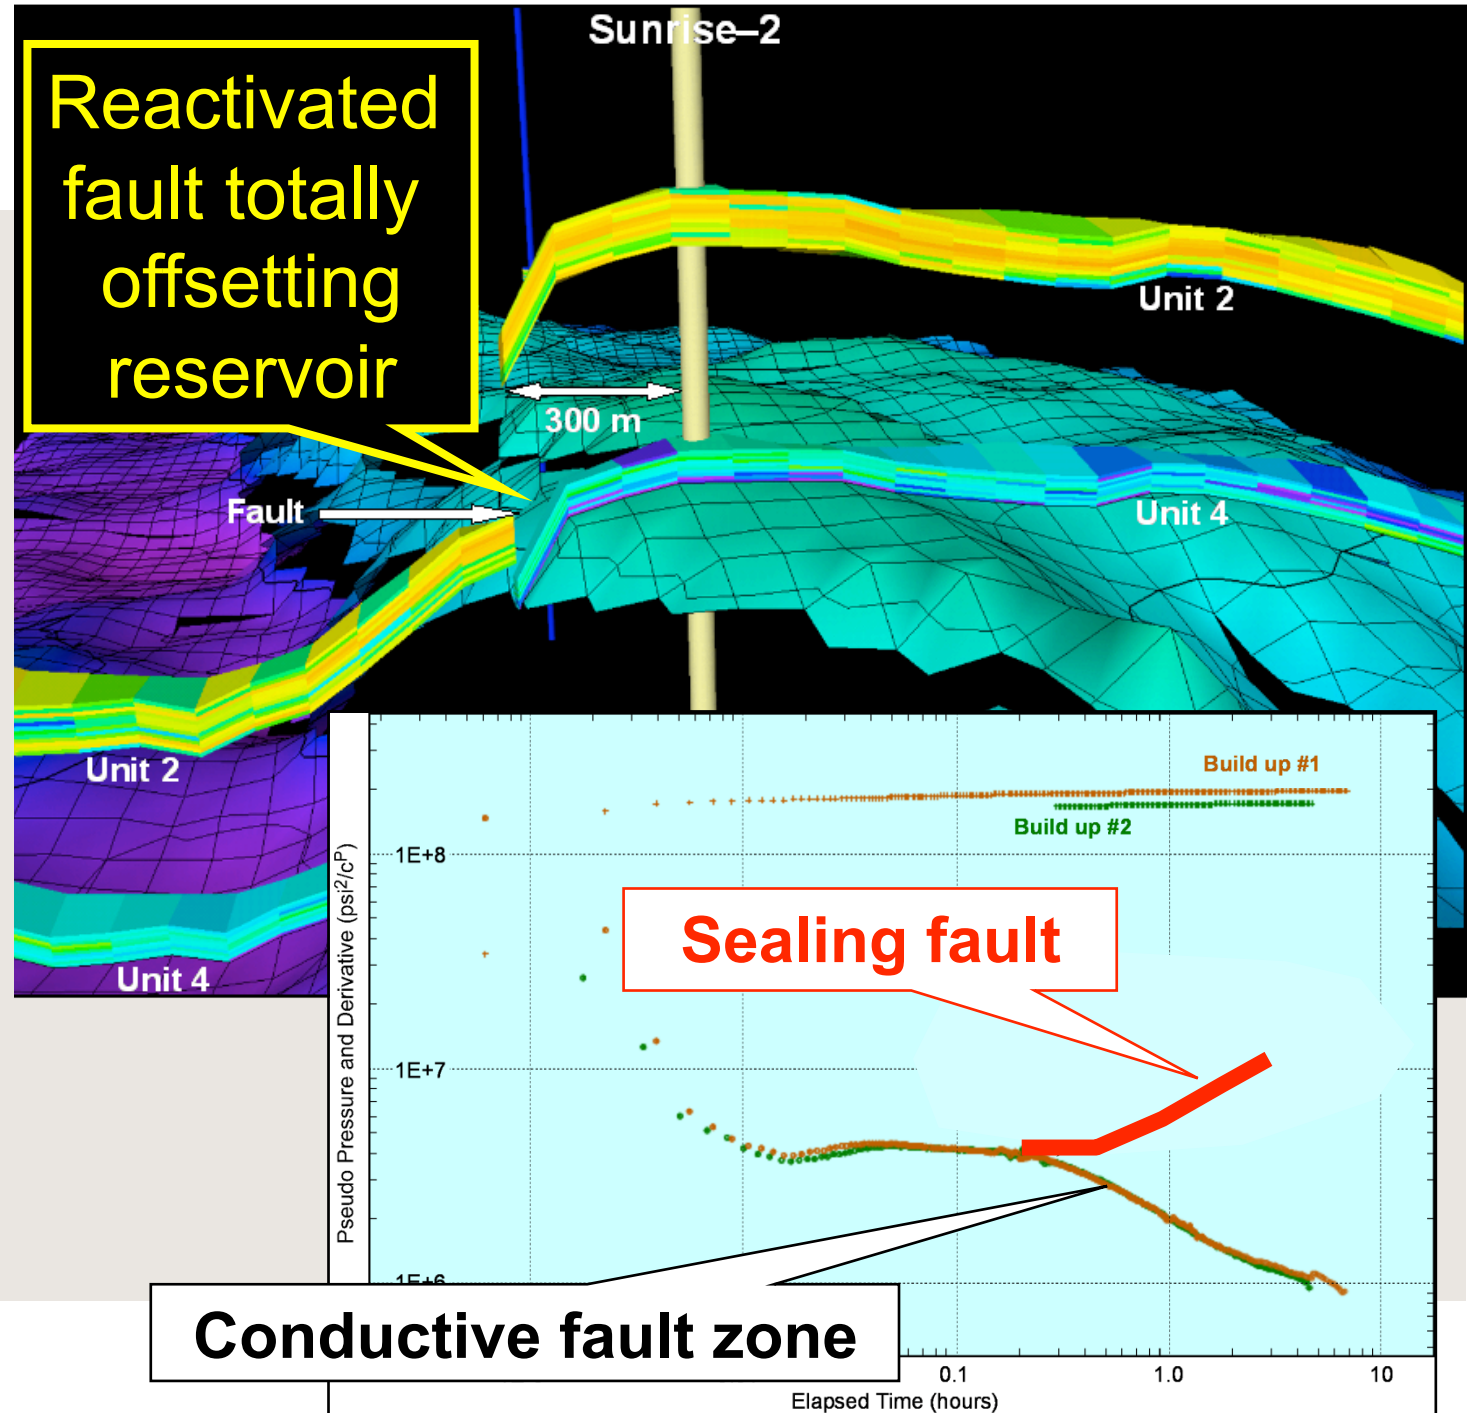 Sunrise–2
Reactivated
fault totally
offsetting
reservoir
Unit 2
300 m
Fault
Unit 4
Unit 2
Unit 4
Build up #1
Build up #2
Pseudo Pressure and Derivative (psi²/cᴾ)
1E+8
Sealing fault
1E+7
1E+6
Conductive fault zone
0.1
1.0
10
Elapsed Time (hours)